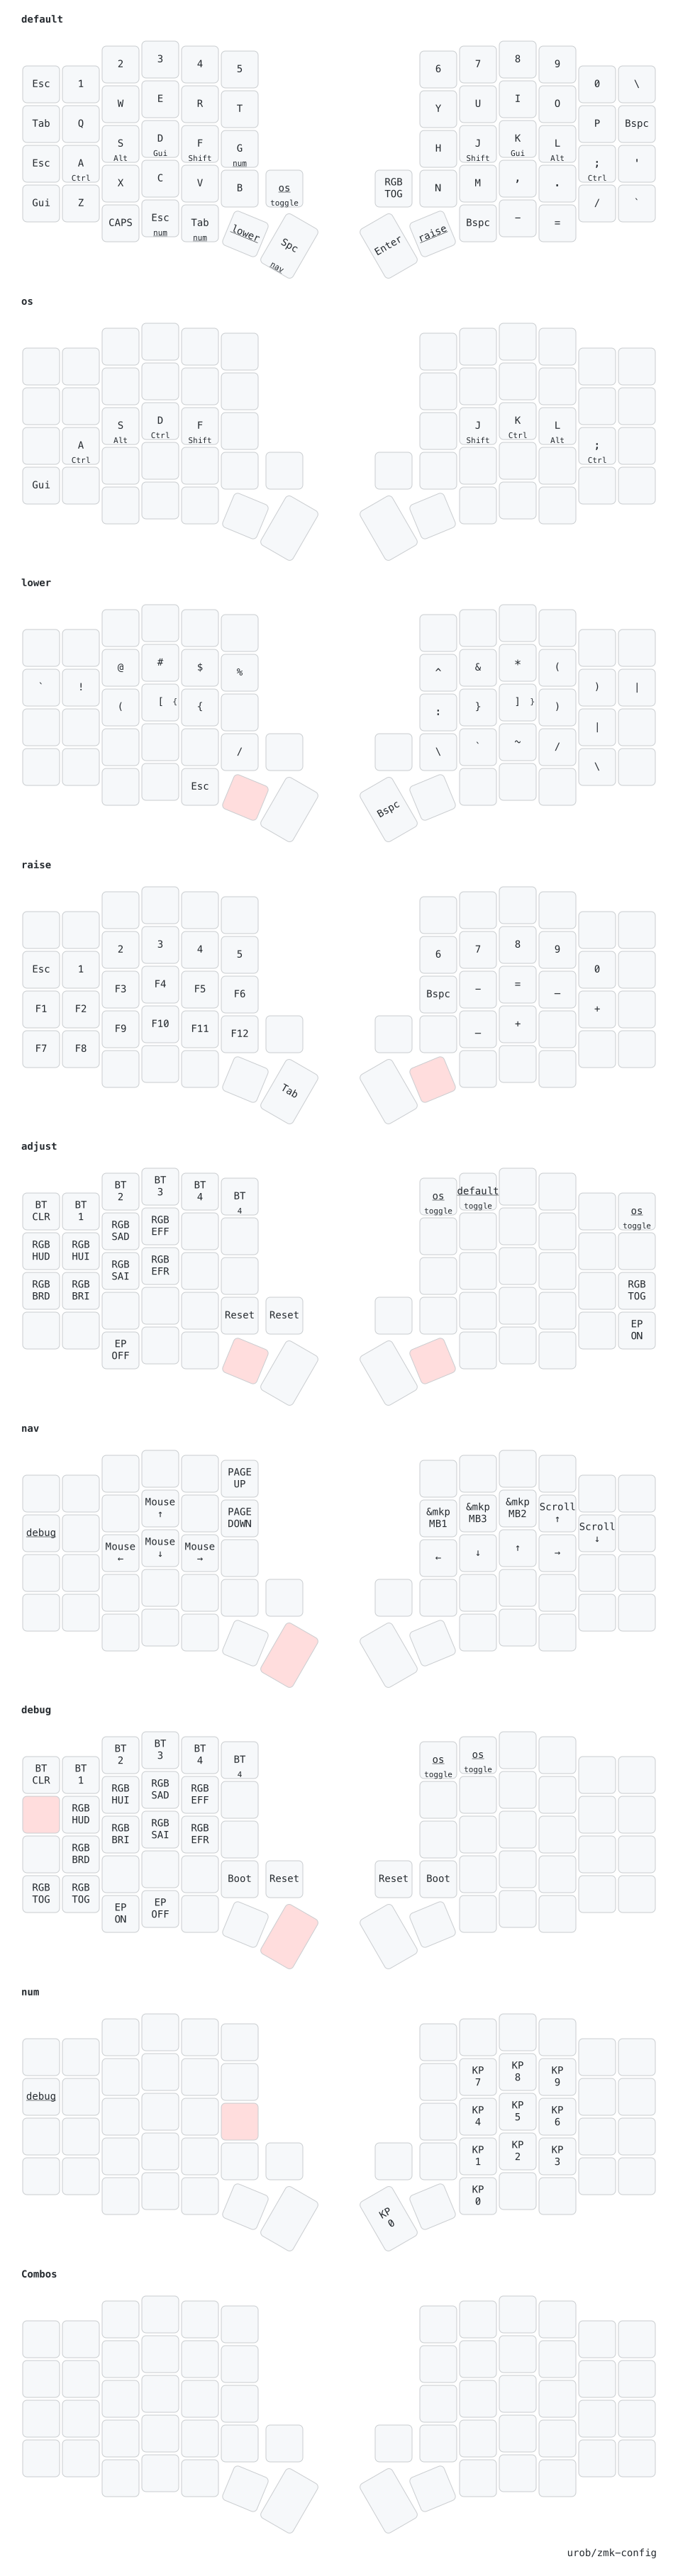 default
Esc 1 2 3 4 5 6 7 8 9 0 \
Tab Q W E R T Y U I O P Bspc
Esc A S D F G H J K L ; '
Ctrl Alt Gui Shift num Shift Gui Alt Ctrl
Gui Z X C V B os RGB TOG N M , . / `
toggle
CAPS Esc Tab lower Spc Enter raise Bspc - =
num num nav
os
A S D F J K L ;
Ctrl Alt Ctrl Shift Shift Ctrl Alt Ctrl
Gui
lower
` ! @ # $ % ^ & * ( ) |
( [ { { : } ] } ) |
/ \ ` ~ / \
Esc Bspc
raise
Esc 1 2 3 4 5 6 7 8 9 0
F1 F2 F3 F4 F5 F6 Bspc - = _ +
F7 F8 F9 F10 F11 F12 _ +
Tab
adjust
BT CLR BT 1 BT 2 BT 3 BT 4 BT os default os
4 toggle toggle toggle
RGB HUD RGB HUI RGB SAD RGB EFF
RGB BRD RGB BRI RGB SAI RGB EFR RGB TOG
Reset Reset EP ON
EP OFF
nav
PAGE UP
debug Mouse ↑ PAGE DOWN &mkp MB1 &mkp MB3 &mkp MB2 Scroll ↑ Scroll ↓
Mouse ← Mouse ↓ Mouse → ← ↓ ↑ →
debug
BT CLR BT 1 BT 2 BT 3 BT 4 BT os os
4 toggle toggle
RGB HUD RGB HUI RGB SAD RGB EFF
RGB BRD RGB BRI RGB SAI RGB EFR
RGB TOG RGB TOG Boot Reset Reset Boot
EP ON EP OFF
num
debug KP 7 KP 8 KP 9
KP 4 KP 5 KP 6
KP 1 KP 2 KP 3
KP 0 KP 0
Combos
urob/zmk-config